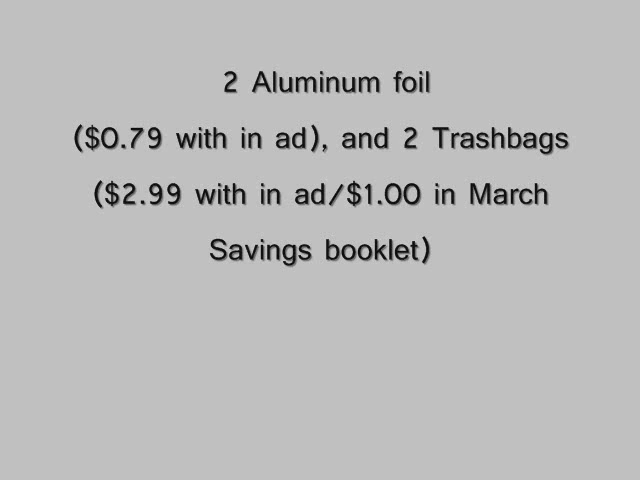 2 Aluminum foil
($0.79 with in ad), and 2 Trashbags
($2.99 with in ad/$1.00 in March
Savings booklet)